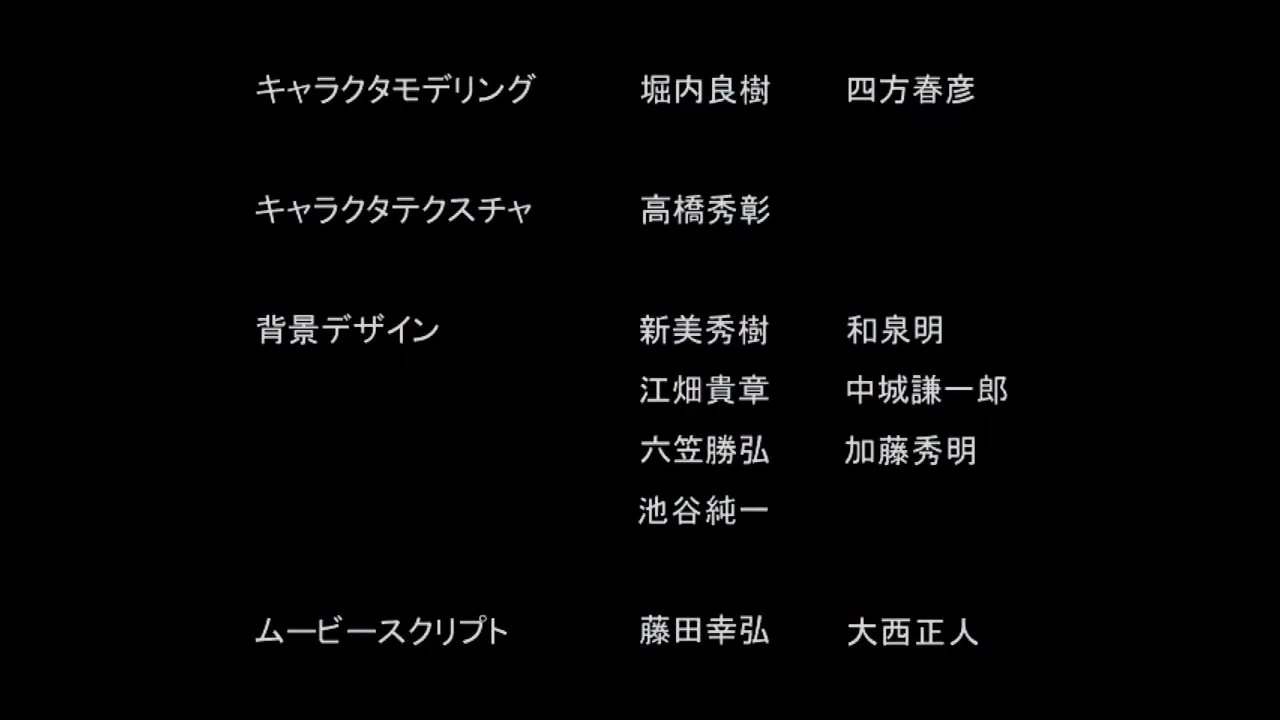 キャラクタモデリング 堀内良樹 四方春彦
キャラクタテクスチャ 高橋秀彰
背景デザイン 新美秀樹 和泉明
江畑貴章 中城謙一郎
六笠勝弘 加藤秀明
池谷純一
ムービースクリプト 藤田幸弘 大西正人